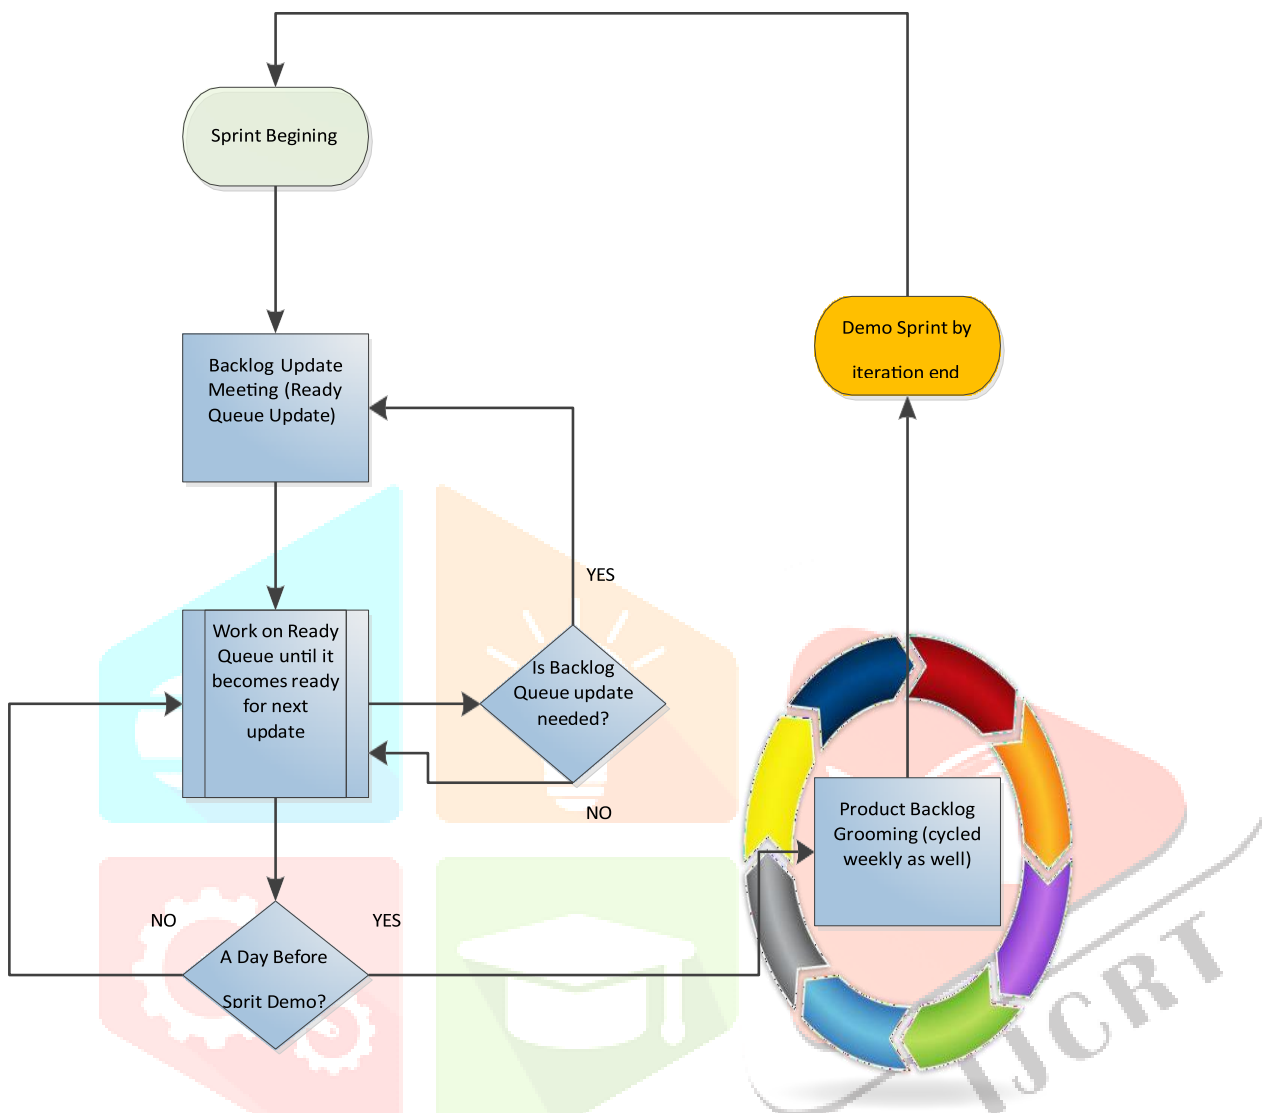 Sprint Begining
Demo Sprint by
iteration end
Backlog Update
Meeting (Ready
Queue Update)
YES
Work on Ready
Queue until it
becomes ready
for next
update
Is Backlog
Queue update
needed?
NO
Product Backlog
Grooming (cycled
weekly as well)
NO
YES
A Day Before
Sprit Demo?
IJCRT